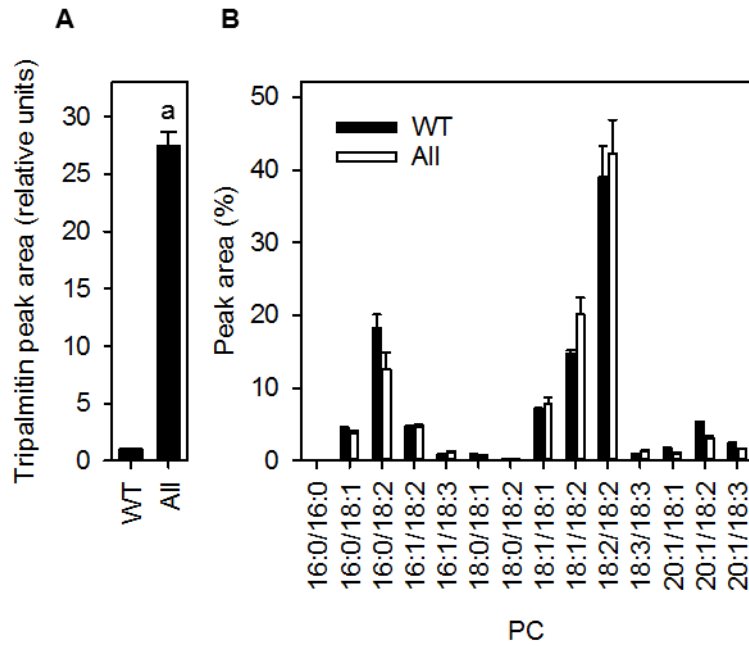 A
B
Tripalmitin peak area (relative units)
30
25
20
15
10
5
0
a
WT
All
Peak area (%)
50
40
30
20
10
0
WT
All
16:0/16:0
16:0/18:1
16:0/18:2
16:1/18:2
16:1/18:3
18:0/18:1
18:0/18:2
18:1/18:1
18:1/18:2
18:2/18:2
18:3/18:3
20:1/18:1
20:1/18:2
20:1/18:3
PC